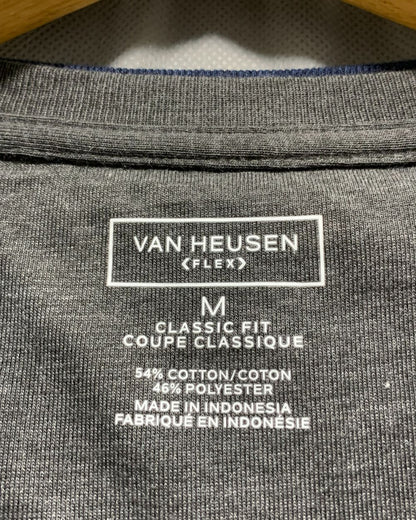 VAN HEUSEN
<FLEX>
M
CLASSIC FIT
COUPE CLASSIQUE
54% COTTON/COTON
46% POLYESTER
MADE IN INDONESIA
FABRIQUÉ EN INDONÉSIE